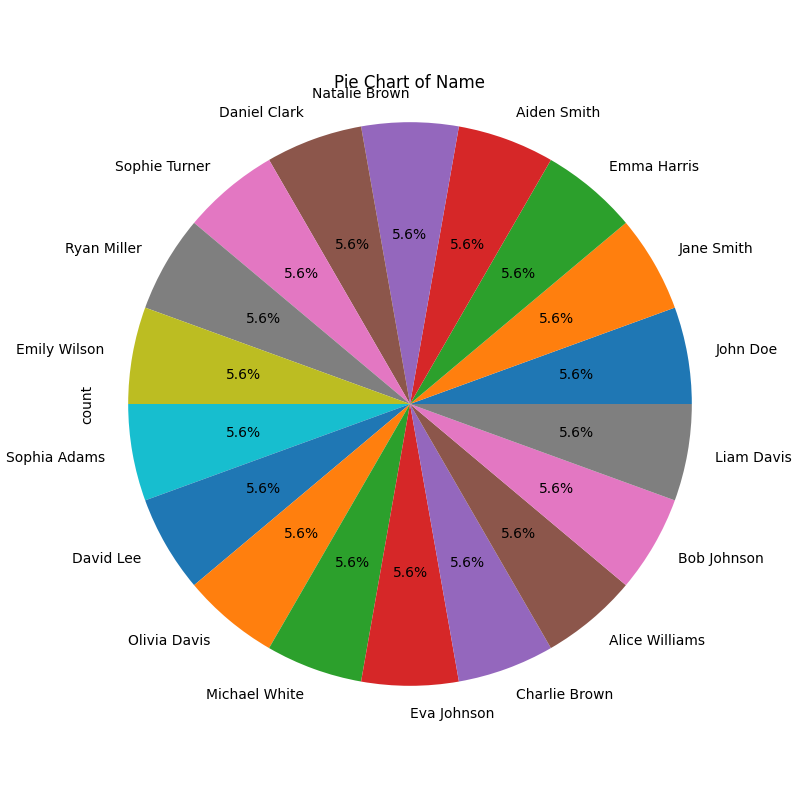 Pie Chart of Name
Natalie Brown
Daniel Clark
Aiden Smith
Sophie Turner
Emma Harris
5.6%
5.6%
5.6%
Ryan Miller
Jane Smith
5.6%
5.6%
5.6%
5.6%
Emily Wilson
John Doe
5.6%
5.6%
count
5.6%
5.6%
Sophia Adams
Liam Davis
5.6%
5.6%
5.6%
5.6%
David Lee
Bob Johnson
5.6%
5.6%
5.6%
Olivia Davis
Alice Williams
Michael White
Charlie Brown
Eva Johnson